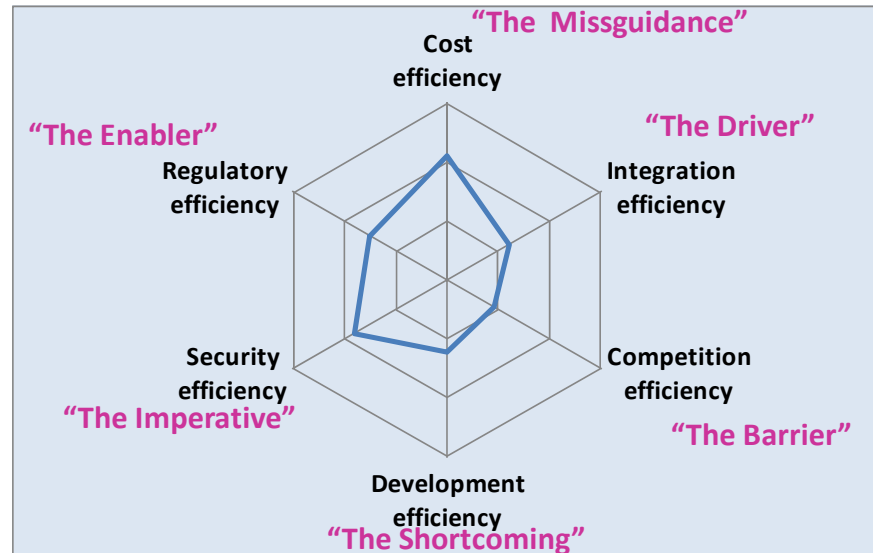 “The  Missguidance”
Cost
efficiency
“The Driver”
Integration
efficiency
“The Enabler”
Regulatory
efficiency
Competition
efficiency
“The Barrier”
Security
efficiency
“The Imperative”
Development
efficiency
“The Shortcoming”